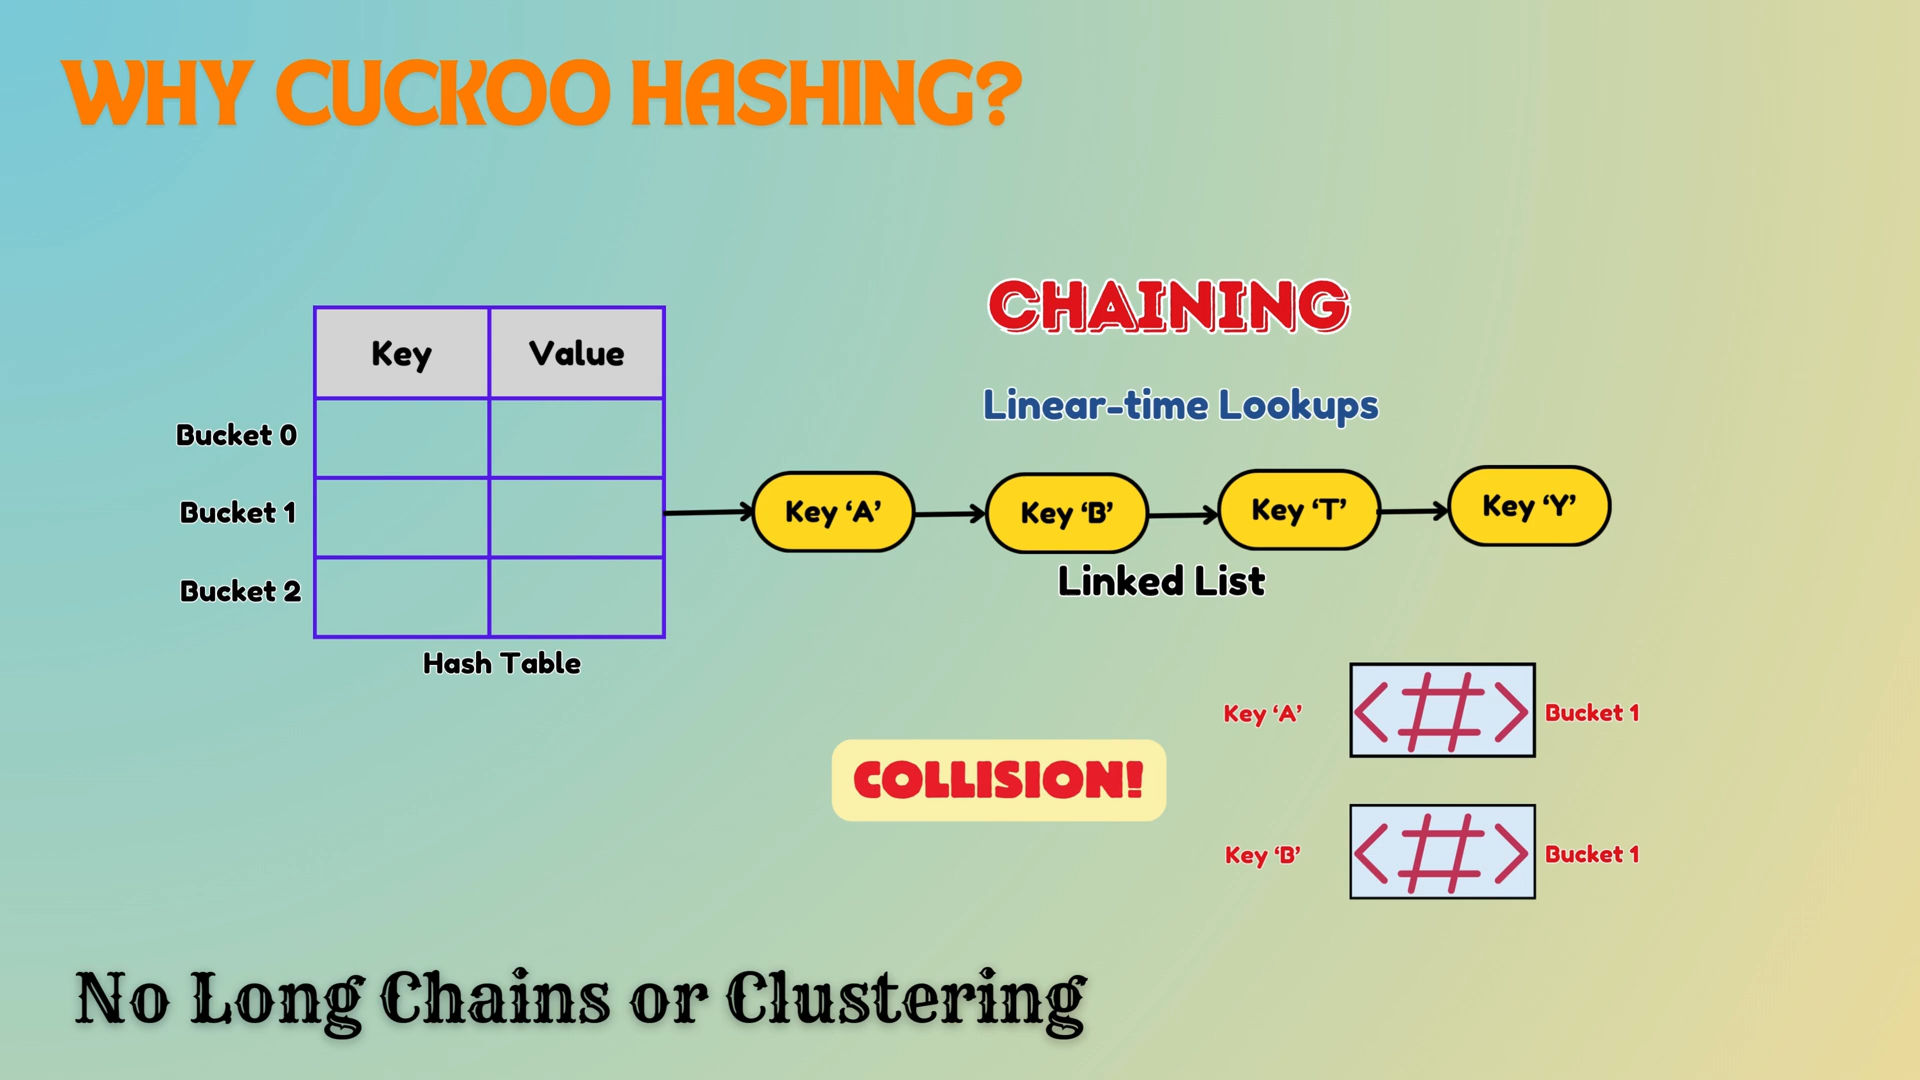 WHY CUCKOO HASHING?
CHAINING
Linear-time Lookups
Key Value
Bucket 0
Bucket 1
Bucket 2
Hash Table
Key ‘A’ Key ‘B’ Key ‘T’ Key ‘Y’
Linked List
Key ‘A’ <#> Bucket 1
COLLISION!
Key ‘B’ <#> Bucket 1
No Long Chains or Clustering